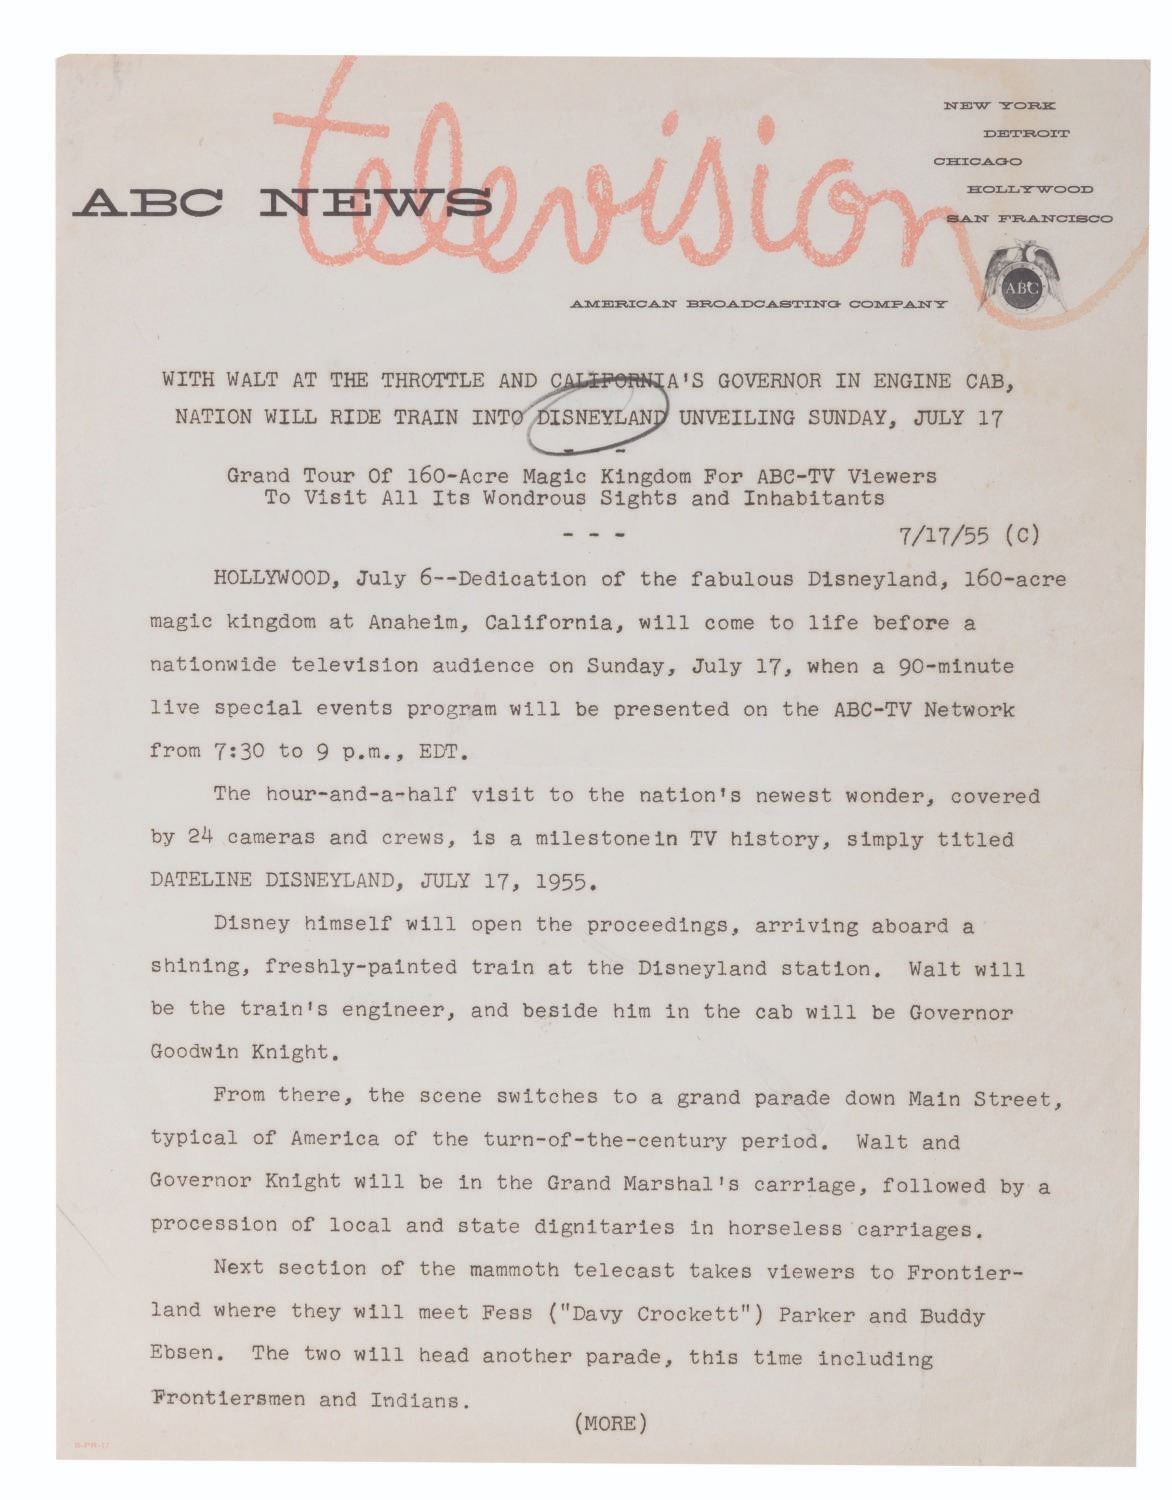 television
ABC NEWS
NEW YORK
DETROIT
CHICAGO
HOLLYWOOD
SAN FRANCISCO
ABC
AMERICAN BROADCASTING COMPANY
WITH WALT AT THE THROTTLE AND CALIFORNIA'S GOVERNOR IN ENGINE CAB,
NATION WILL RIDE TRAIN INTO DISNEYLAND UNVEILING SUNDAY, JULY 17
- -
Grand Tour Of 160-Acre Magic Kingdom For ABC-TV Viewers
To Visit All Its Wondrous Sights and Inhabitants
- - -
7/17/55 (C)
HOLLYWOOD, July 6--Dedication of the fabulous Disneyland, 160-acre
magic kingdom at Anaheim, California, will come to life before a
nationwide television audience on Sunday, July 17, when a 90-minute
live special events program will be presented on the ABC-TV Network
from 7:30 to 9 p.m., EDT.
The hour-and-a-half visit to the nation's newest wonder, covered
by 24 cameras and crews, is a milestonein TV history, simply titled
DATELINE DISNEYLAND, JULY 17, 1955.
Disney himself will open the proceedings, arriving aboard a
shining, freshly-painted train at the Disneyland station. Walt will
be the train's engineer, and beside him in the cab will be Governor
Goodwin Knight.
From there, the scene switches to a grand parade down Main Street,
typical of America of the turn-of-the-century period. Walt and
Governor Knight will be in the Grand Marshal's carriage, followed by a
procession of local and state dignitaries in horseless carriages.
Next section of the mammoth telecast takes viewers to Frontier-
land where they will meet Fess ("Davy Crockett") Parker and Buddy
Ebsen. The two will head another parade, this time including
Frontiersmen and Indians.
(MORE)